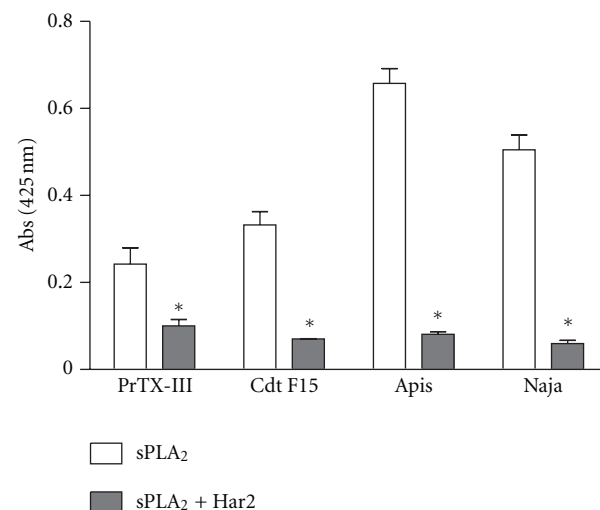 0.8
0.6
0.4
0.2
0
Abs (425 nm)
* * * *
PrTX-III Cdt F15 Apis Naja
sPLA₂
sPLA₂ + Har2